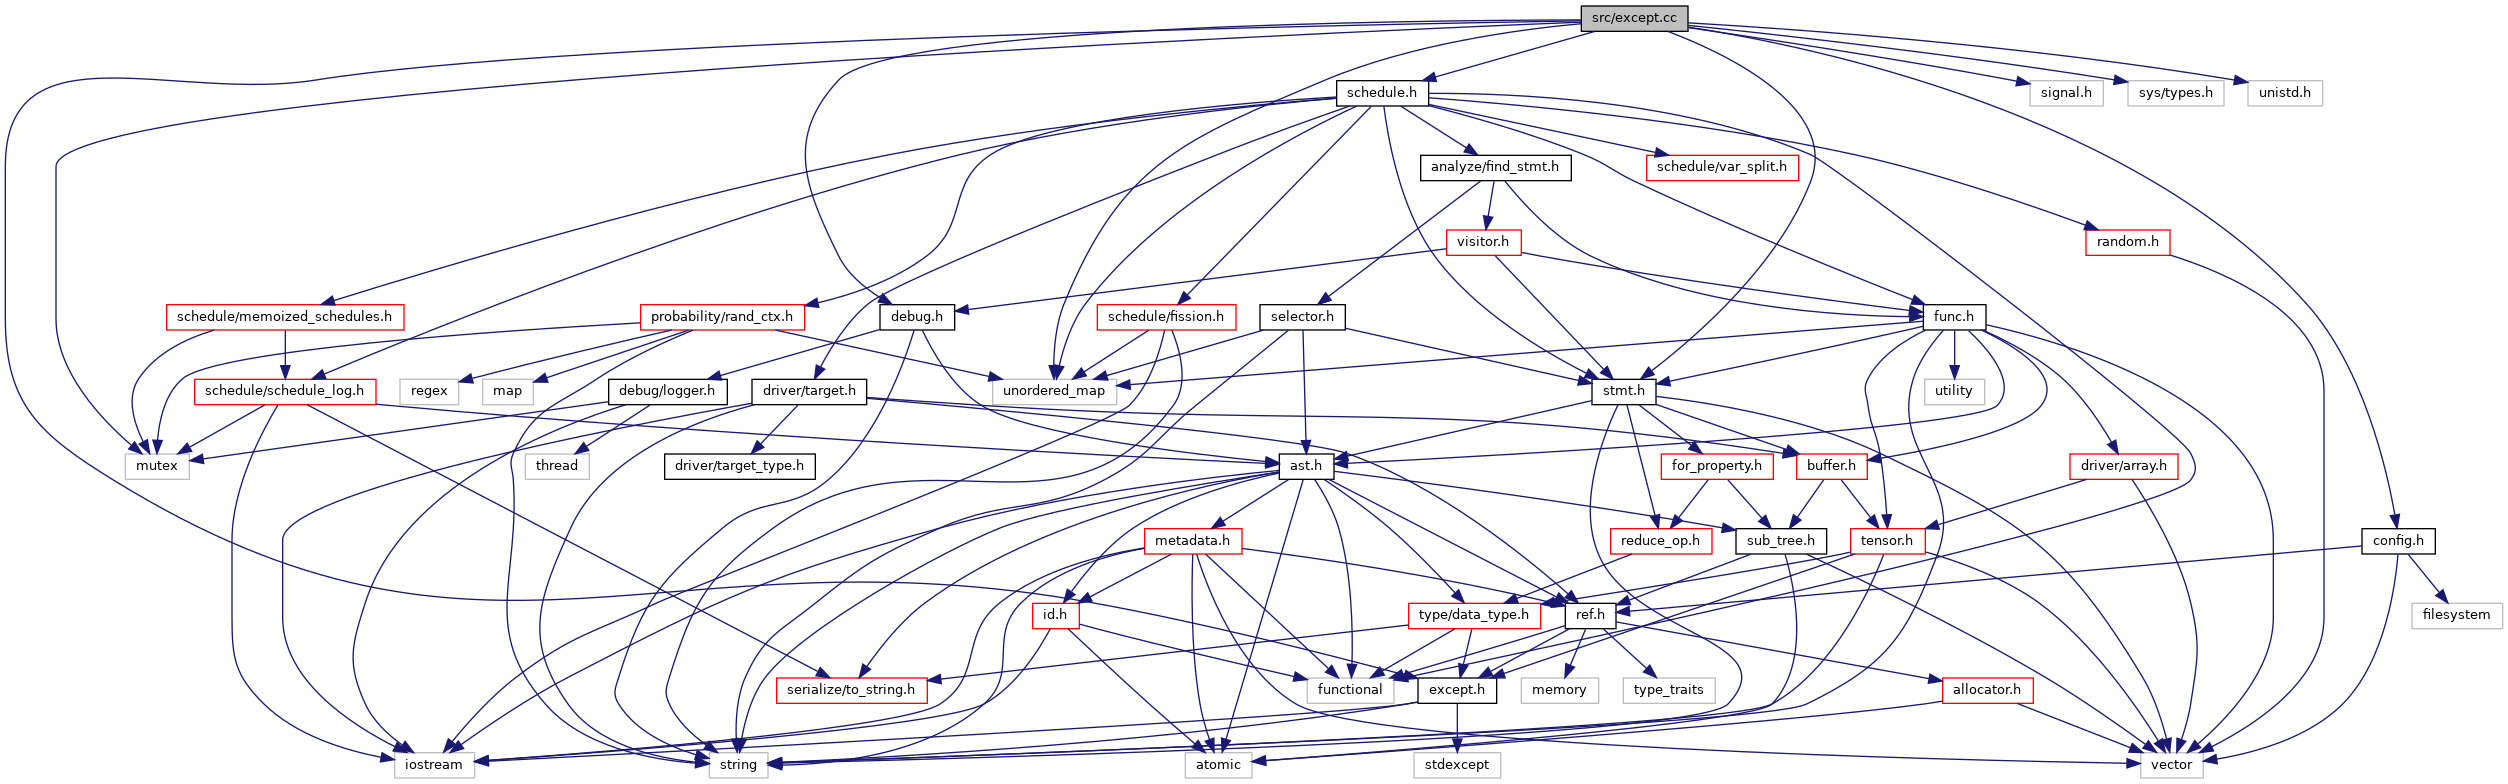 src/except.cc
schedule.h
signal.h
sys/types.h
unistd.h
analyze/find_stmt.h
schedule/var_split.h
visitor.h
random.h
schedule/memoized_schedules.h
probability/rand_ctx.h
debug.h
schedule/fission.h
selector.h
func.h
schedule/schedule_log.h
regex
map
debug/logger.h
driver/target.h
unordered_map
stmt.h
utility
mutex
thread
driver/target_type.h
ast.h
for_property.h
buffer.h
driver/array.h
metadata.h
reduce_op.h
sub_tree.h
tensor.h
config.h
id.h
type/data_type.h
ref.h
filesystem
serialize/to_string.h
functional
except.h
memory
type_traits
allocator.h
iostream
string
atomic
stdexcept
vector